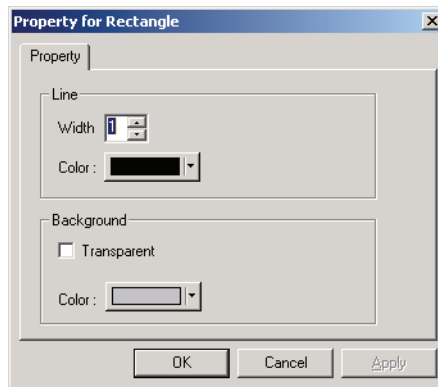 Property for Rectangle
Property
Line
Width 1
Color :
Background
Transparent
Color :
OK Cancel Apply